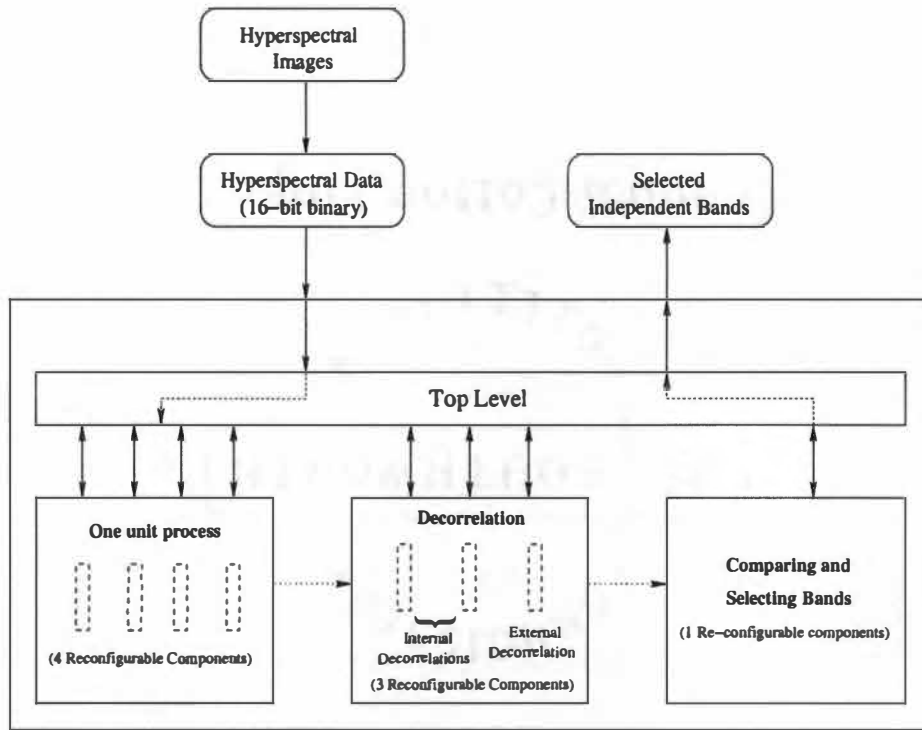 Hyperspectral
Images
Hyperspectral Data
(16-bit binary)
Selected
Independent Bands
Top Level
One unit process
(4 Reconfigurable Components)
Decorrelation
Internal
Decorrelations
External
Decorrelation
(3 Reconfigurable Components)
Comparing and
Selecting Bands
(1 Re-configurable components)